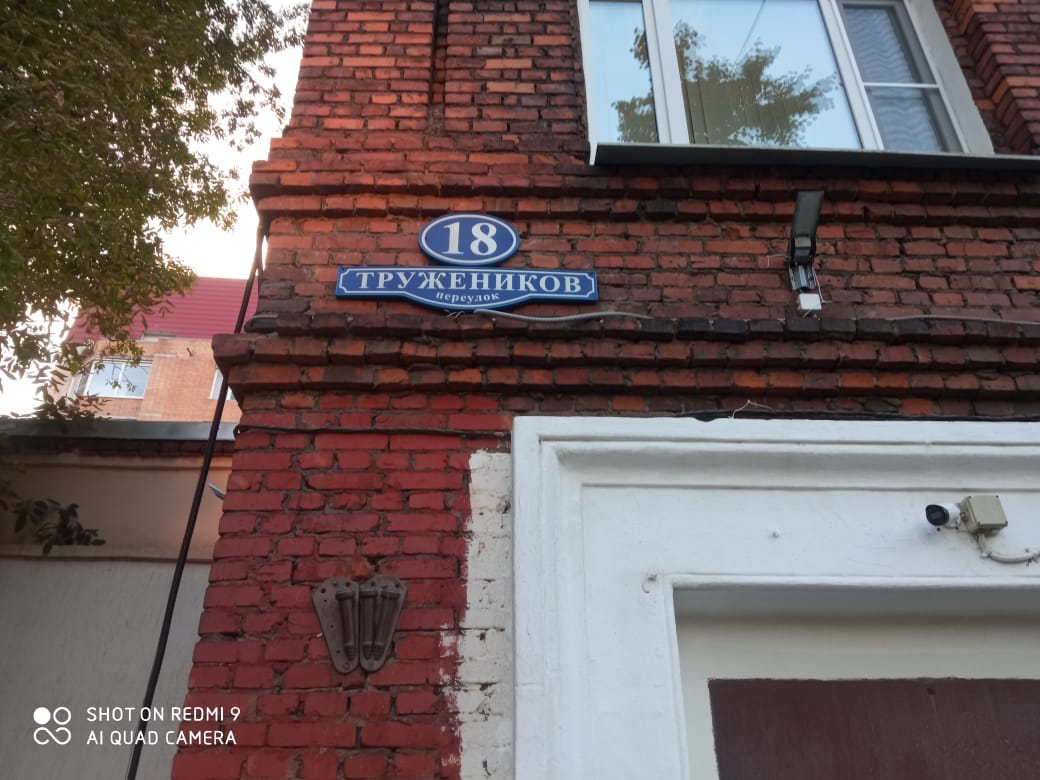 18
ТРУЖЕНИКОВ
переулок
SHOT ON REDMI 9
AI QUAD CAMERA